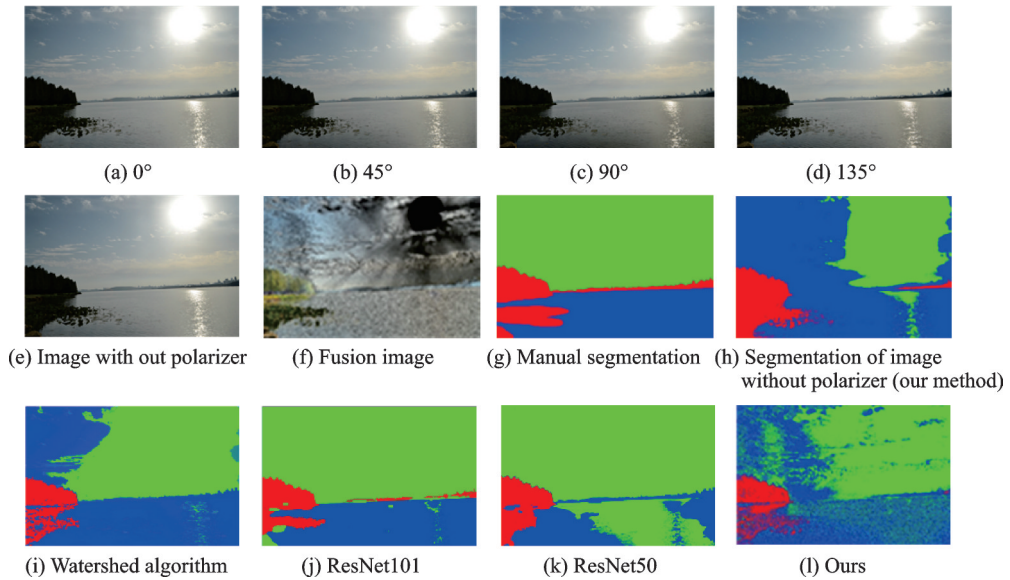 (a) 0°
(b) 45°
(c) 90°
(d) 135°
(e) Image with out polarizer
(f) Fusion image
(g) Manual segmentation
(h) Segmentation of image
without polarizer (our method)
(i) Watershed algorithm
(j) ResNet101
(k) ResNet50
(l) Ours